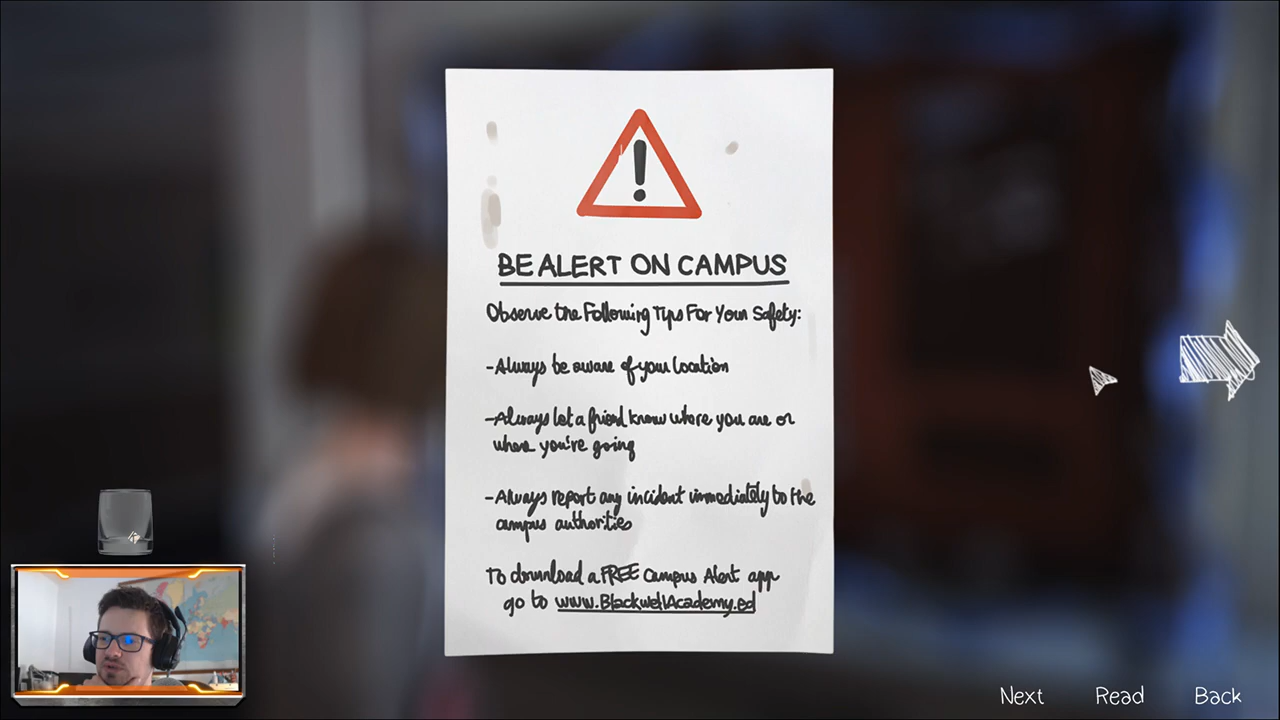 BE ALERT ON CAMPUS
Observe the Following Tips For Your Safety:
-Always be aware of your location
-Always let a friend know where you are or
where you're going
-Always report any incident immediately to the
campus authorities
To download a FREE Campus Alert app
go to www.BlackwellAcademy.ed
Next
Read
Back